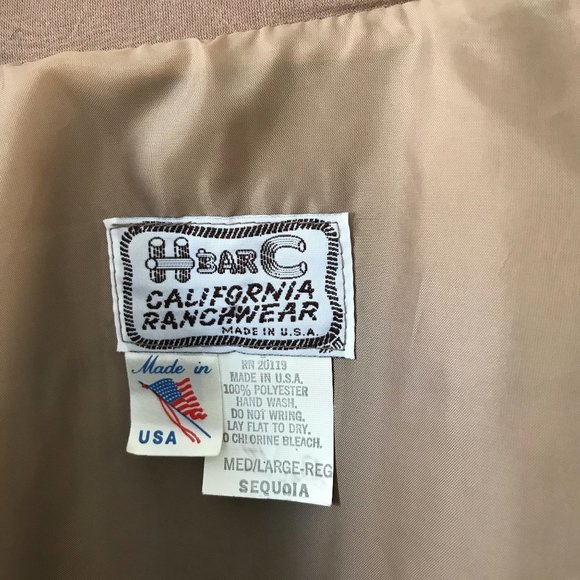 H BAR C
CALIFORNIA
RANCHWEAR
MADE IN U.S.A.
Made in
USA
RN 20119
MADE IN U.S.A.
100% POLYESTER
HAND WASH.
DO NOT WRING.
LAY FLAT TO DRY.
CHLORINE BLEACH.
MED/LARGE-REG
SEQUOIA